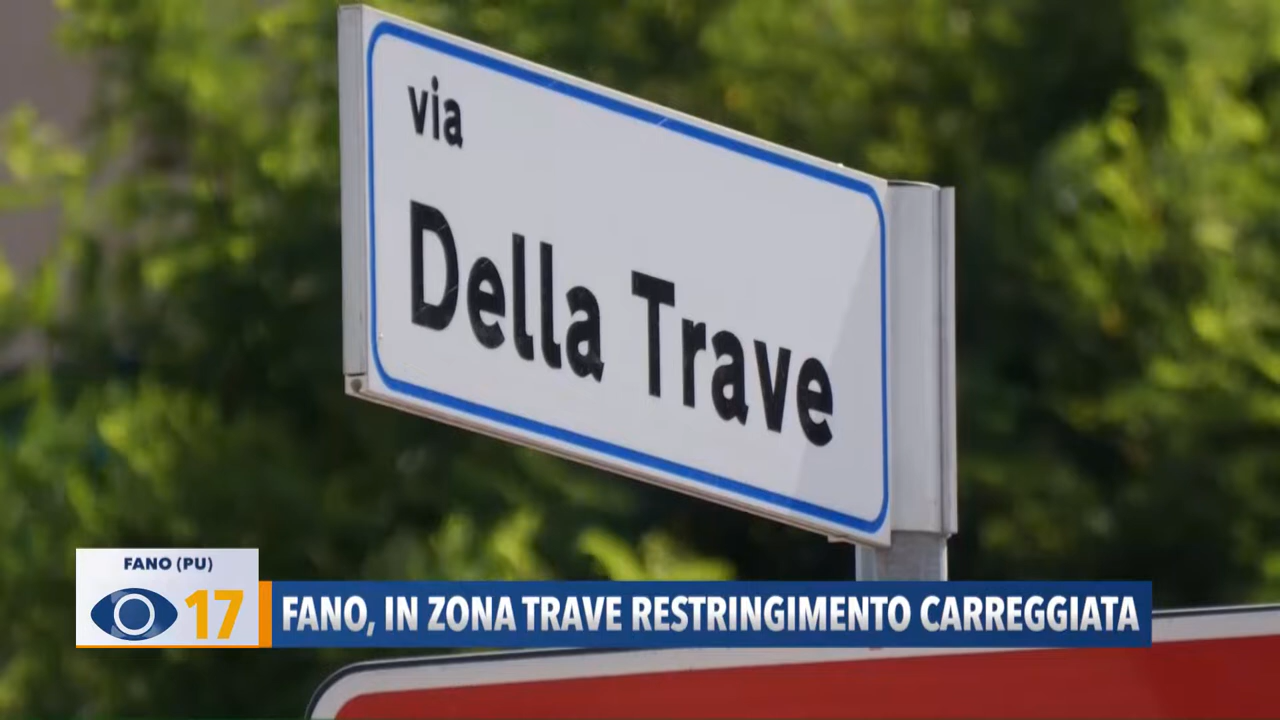 via
Della Trave
FANO (PU)
17
FANO, IN ZONA TRAVE RESTRINGIMENTO CARREGGIATA